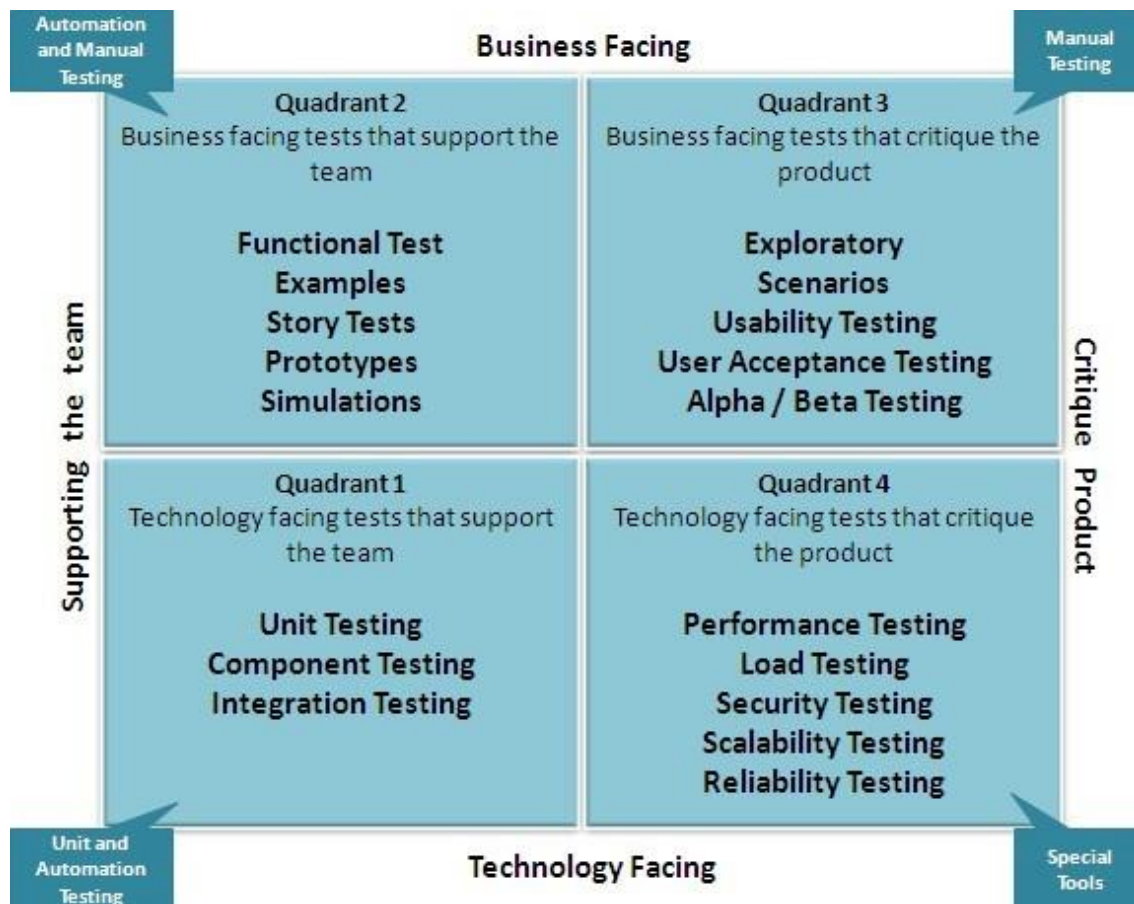 Automation
and Manual
Testing
Business Facing
Manual
Testing
Quadrant 2
Business facing tests that support the
team
Functional Test
Examples
Story Tests
Prototypes
Simulations
Quadrant 3
Business facing tests that critique the
product
Exploratory
Scenarios
Usability Testing
User Acceptance Testing
Alpha / Beta Testing
Supporting the team
Critique Product
Quadrant 1
Technology facing tests that support
the team
Unit Testing
Component Testing
Integration Testing
Quadrant 4
Technology facing tests that critique
the product
Performance Testing
Load Testing
Security Testing
Scalability Testing
Reliability Testing
Unit and
Automation
Testing
Technology Facing
Special
Tools